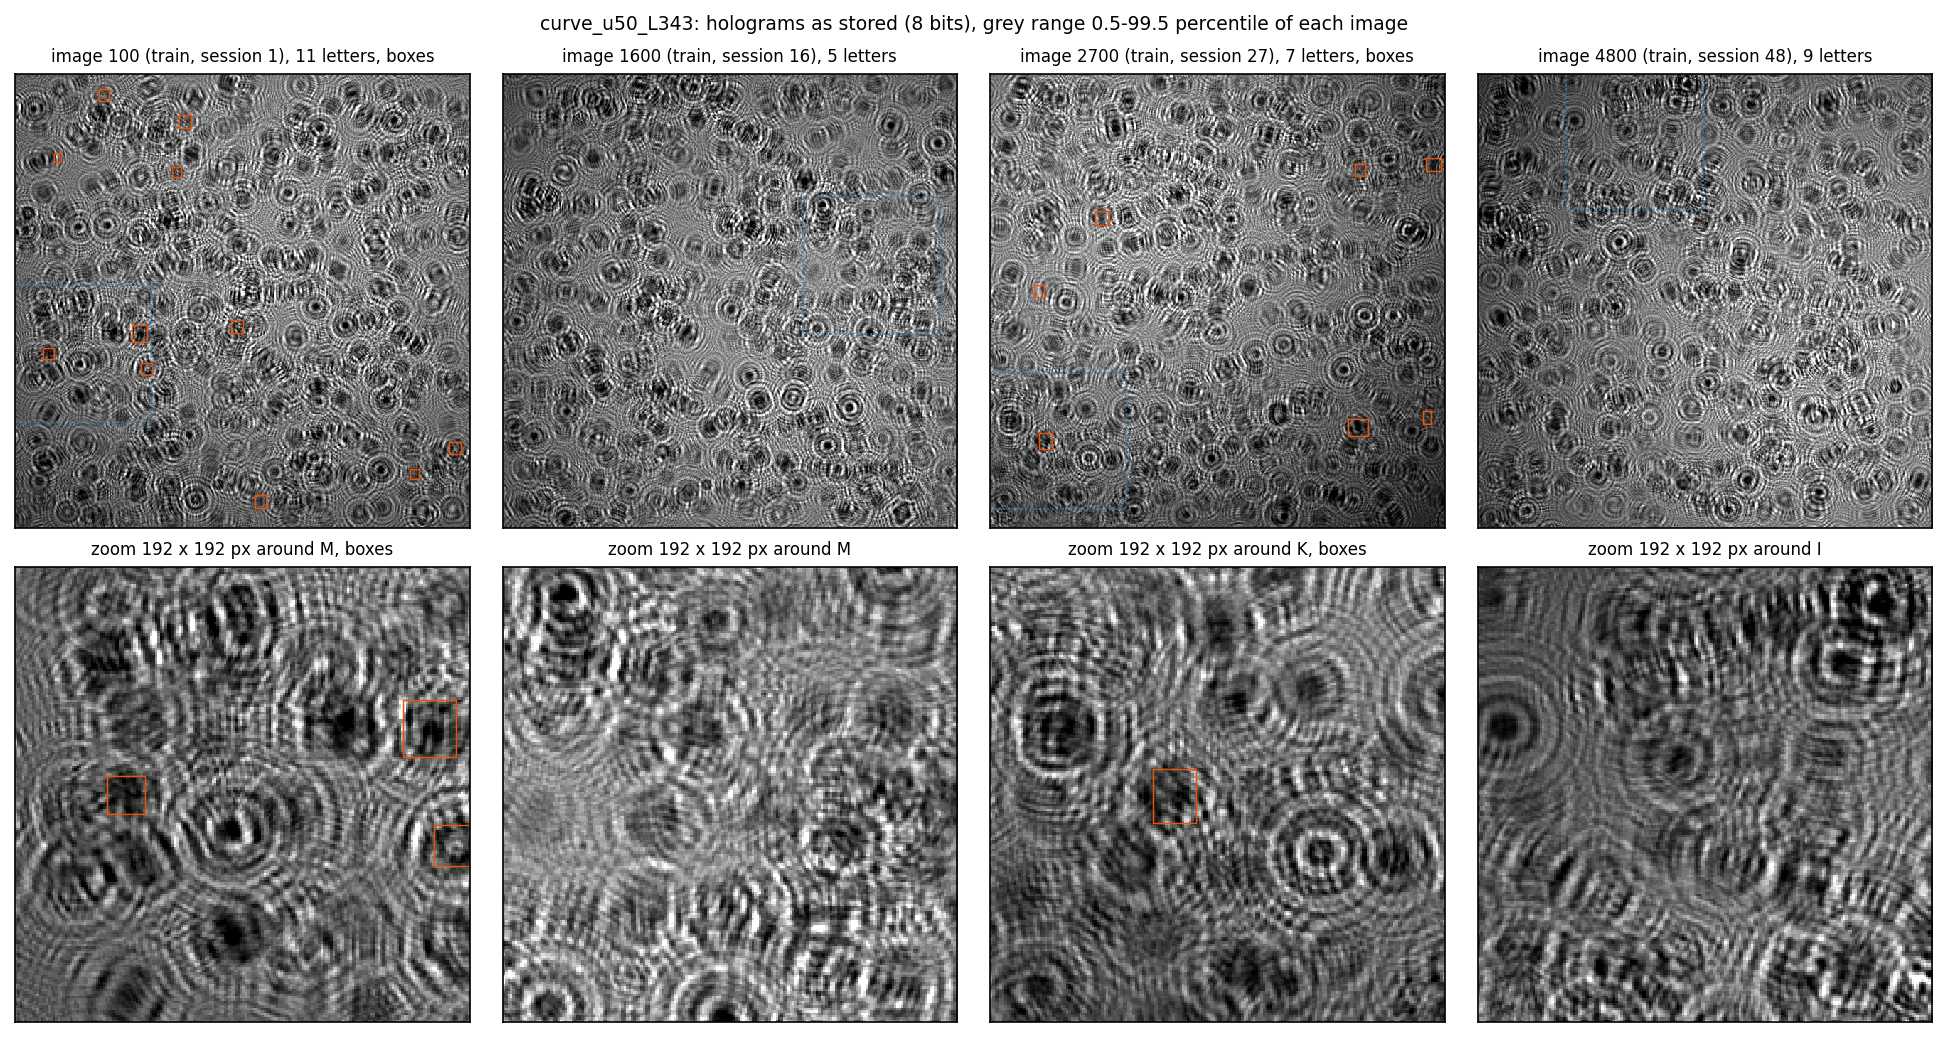 curve_u50_L343: holograms as stored (8 bits), grey range 0.5-99.5 percentile of each image
image 100 (train, session 1), 11 letters, boxes
image 1600 (train, session 16), 5 letters
image 2700 (train, session 27), 7 letters, boxes
image 4800 (train, session 48), 9 letters
zoom 192 x 192 px around M, boxes
zoom 192 x 192 px around M
zoom 192 x 192 px around K, boxes
zoom 192 x 192 px around I